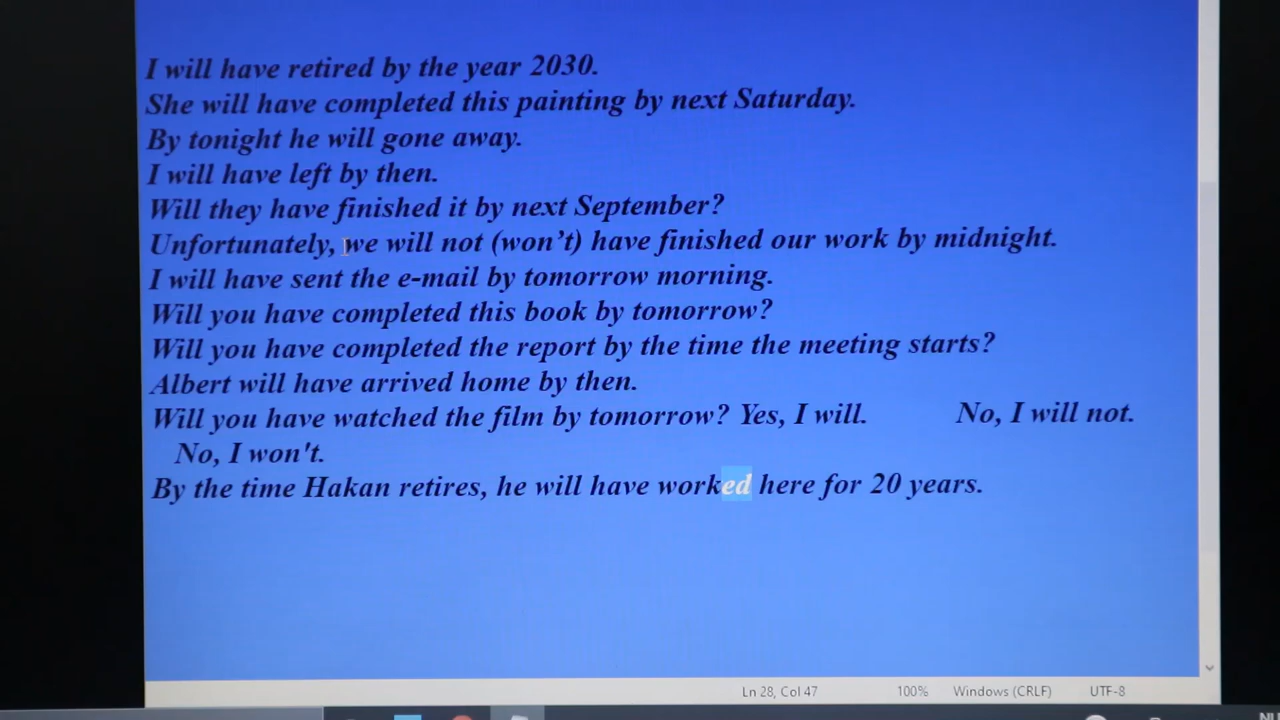 I will have retired by the year 2030.
She will have completed this painting by next Saturday.
By tonight he will gone away.
I will have left by then.
Will they have finished it by next September?
Unfortunately, we will not (won’t) have finished our work by midnight.
I will have sent the e-mail by tomorrow morning.
Will you have completed this book by tomorrow?
Will you have completed the report by the time the meeting starts?
Albert will have arrived home by then.
Will you have watched the film by tomorrow? Yes, I will. No, I will not.
No, I won't.
By the time Hakan retires, he will have worked here for 20 years.
Ln 28, Col 47 100% Windows (CRLF) UTF-8